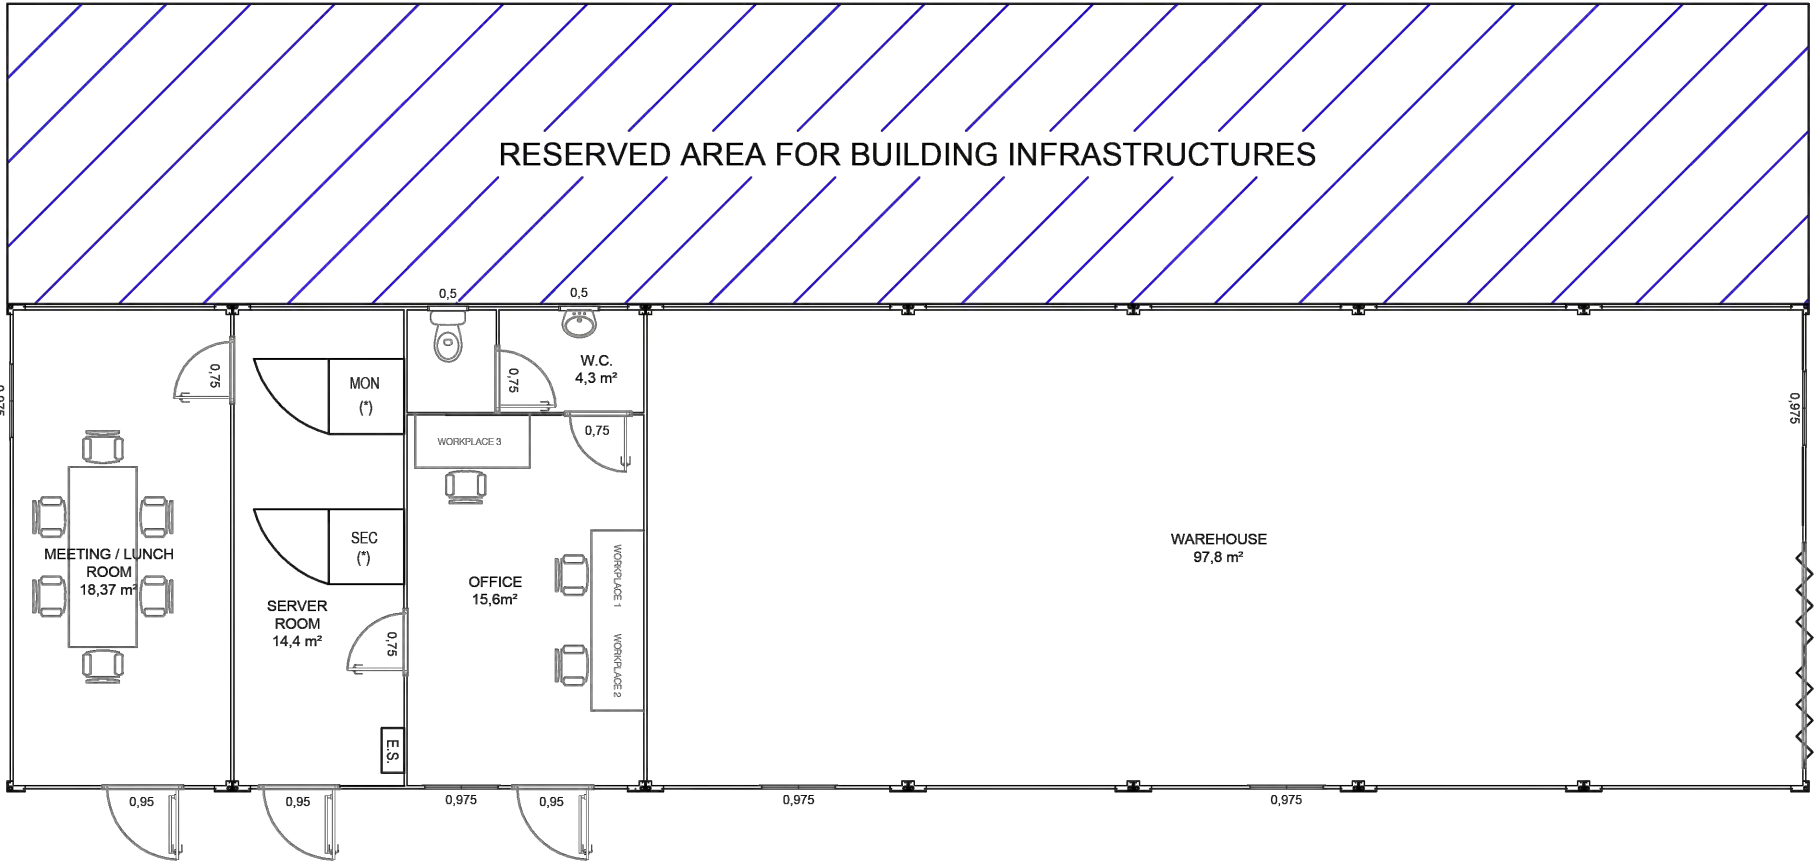 RESERVED AREA FOR BUILDING INFRASTRUCTURES
0,5
0,5
W.C.
4,3 m²
0,75
0,75
0,75
MON
(*)
WORKPLACE 3
0,975
SEC
(*)
WAREHOUSE
97,8 m²
MEETING / LUNCH
ROOM
18,37 m²
OFFICE
15,6m²
WORKPLACE 1
WORKPLACE 2
SERVER
ROOM
14,4 m²
0,75
E.S.
0,95
0,95
0,975
0,95
0,975
0,975